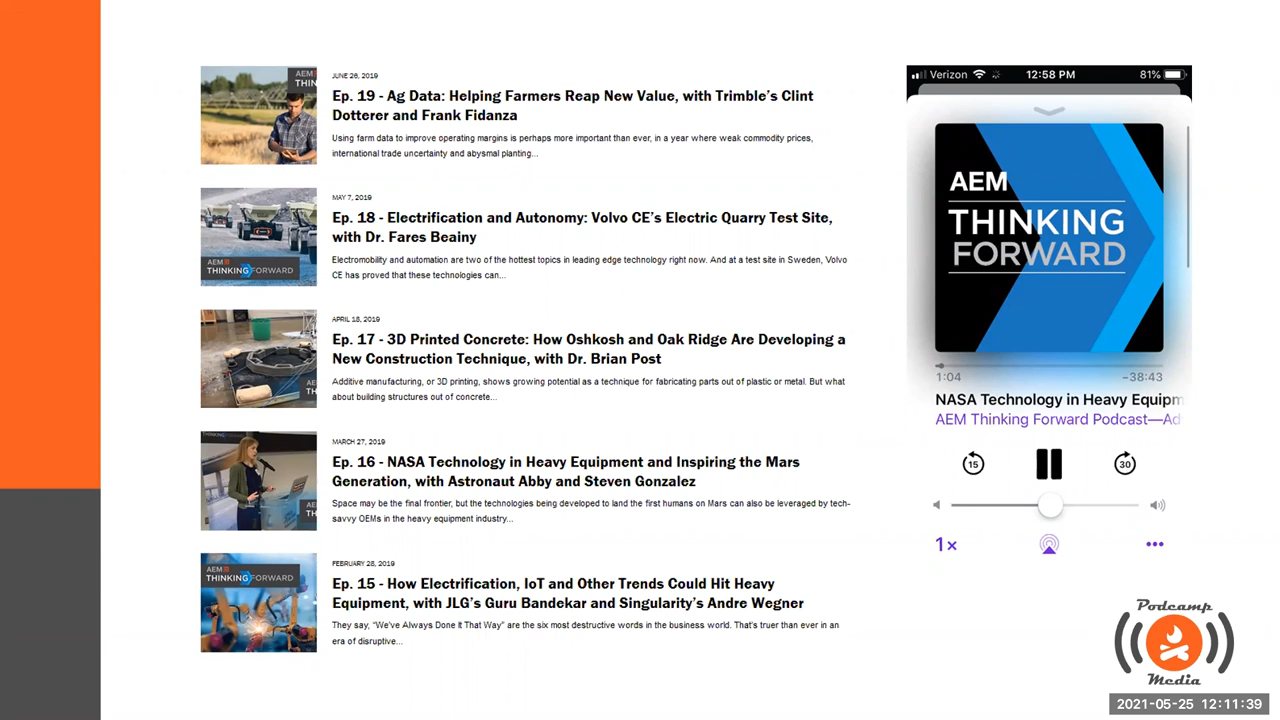 AEM
THIN
JUNE 26, 2019
Ep. 19 - Ag Data: Helping Farmers Reap New Value, with Trimble's Clint
Dotterer and Frank Fidanza
Using farm data to improve operating margins is perhaps more important than ever, in a year where weak commodity prices,
international trade uncertainty and abysmal planting...
AEM
THINKING FORWARD
MAY 7, 2019
Ep. 18 - Electrification and Autonomy: Volvo CE's Electric Quarry Test Site,
with Dr. Fares Beainy
Electromobility and automation are two of the hottest topics in leading edge technology right now. And at a test site in Sweden, Volvo
CE has proved that these technologies can...
AEM
THIN
APRIL 18, 2019
Ep. 17 - 3D Printed Concrete: How Oshkosh and Oak Ridge Are Developing a
New Construction Technique, with Dr. Brian Post
Additive manufacturing, or 3D printing, shows growing potential as a technique for fabricating parts out of plastic or metal. But what
about building structures out of concrete...
AEM
THIN
MARCH 27, 2019
Ep. 16 - NASA Technology in Heavy Equipment and Inspiring the Mars
Generation, with Astronaut Abby and Steven Gonzalez
Space may be the final frontier, but the technologies being developed to land the first humans on Mars can also be leveraged by tech-
savvy OEMs in the heavy equipment industry...
AEM
THINKING FORWARD
FEBRUARY 28, 2019
Ep. 15 - How Electrification, IoT and Other Trends Could Hit Heavy
Equipment, with JLG's Guru Bandekar and Singularity's Andre Wegner
They say, “We've Always Done It That Way” are the six most destructive words in the business world. That's truer than ever in an
era of disruptive...
Verizon 12:58 PM 81%
AEM
THINKING
FORWARD
1:04 -38:43
NASA Technology in Heavy Equipm
AEM Thinking Forward Podcast—Ad
15 30
1x
Podcamp
Media
2021-05-25 12:11:39